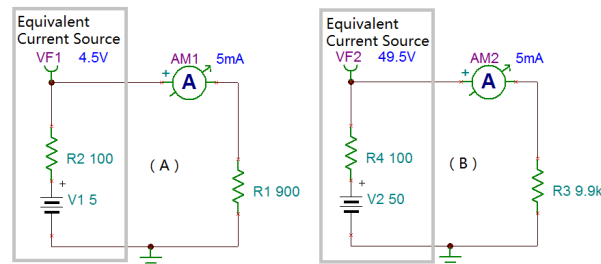 Equivalent
Current Source
VF1 4.5V
AM1 5mA
+
A
R2 100
(A)
+
V1 5
R1 900
Equivalent
Current Source
VF2 49.5V
AM2 5mA
+
A
R4 100
(B)
+
V2 50
R3 9.9k